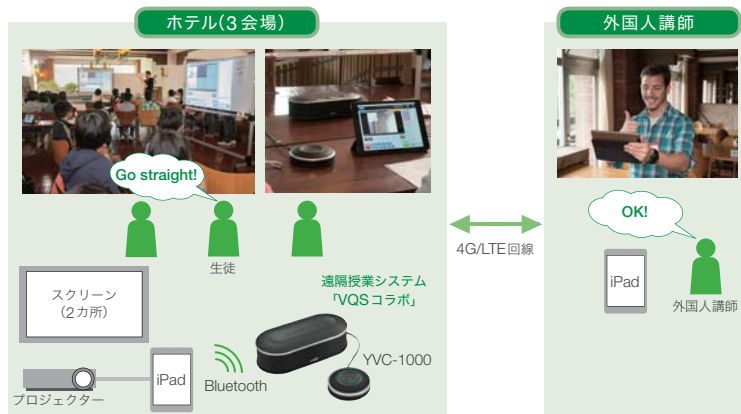 ホテル(3会場)
外国人講師
Go straight!
OK!
生徒
4G/LTE回線
スクリーン
(2カ所)
遠隔授業システム
「VQSコラボ」
iPad
外国人講師
YVC-1000
iPad
Bluetooth
プロジェクター